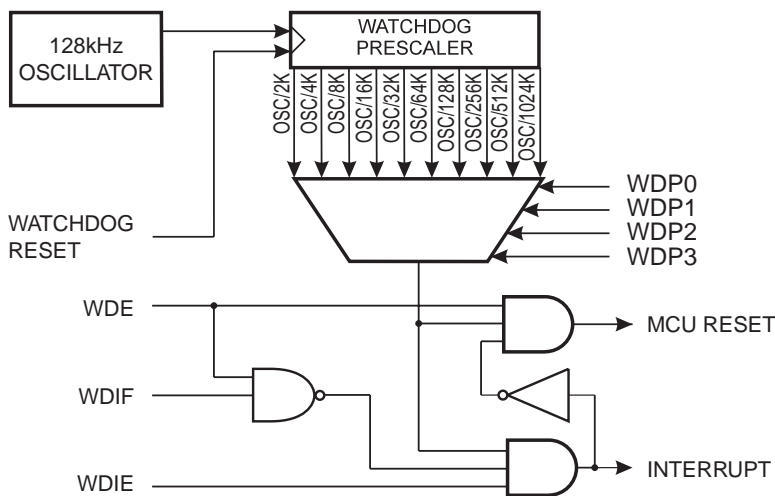 128kHz
OSCILLATOR
WATCHDOG
PRESCALER
OSC/2K
OSC/4K
OSC/8K
OSC/16K
OSC/32K
OSC/64K
OSC/128K
OSC/256K
OSC/512K
OSC/1024K
WATCHDOG
RESET
WDP0
WDP1
WDP2
WDP3
WDE
MCU RESET
WDIF
WDIE
INTERRUPT